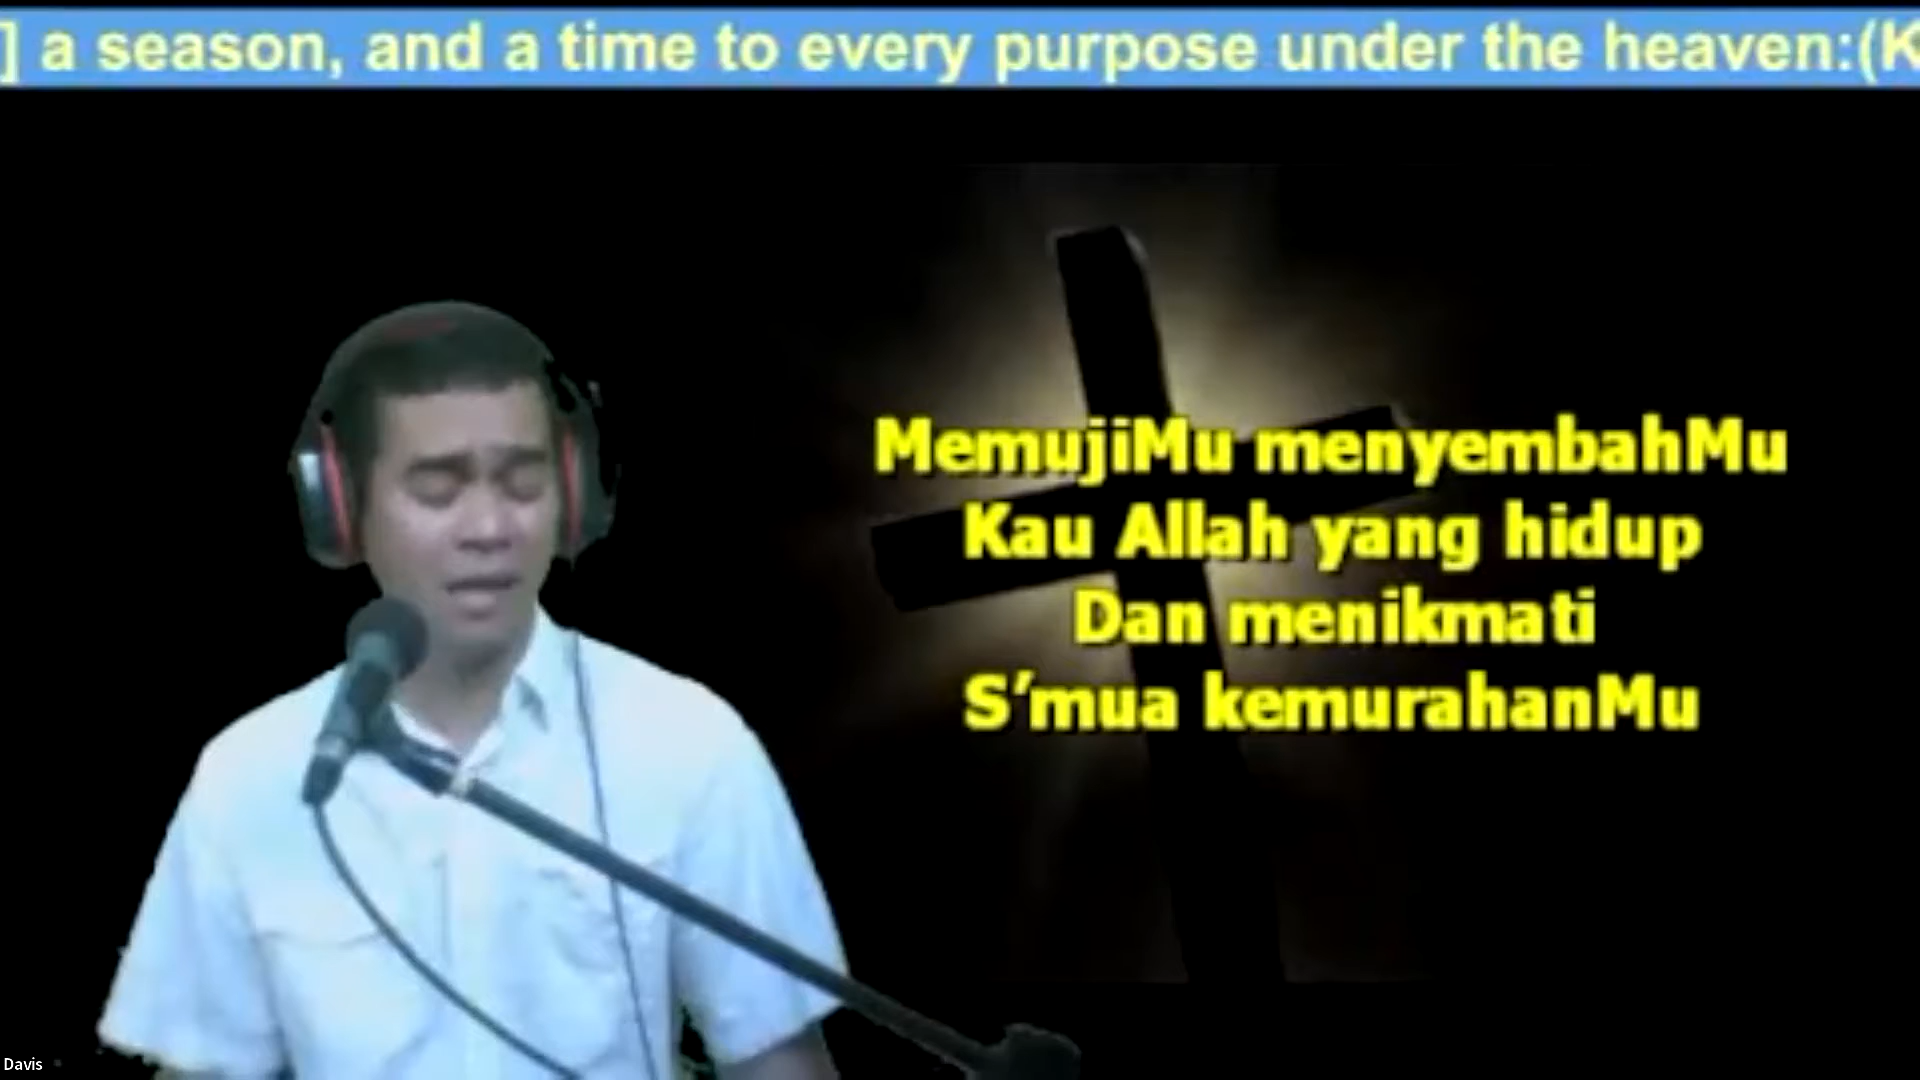 ] a season, and a time to every purpose under the heaven:(K
MemujiMu menyembahMu
Kau Allah yang hidup
Dan menikmati
S’mua kemurahanMu
Davis